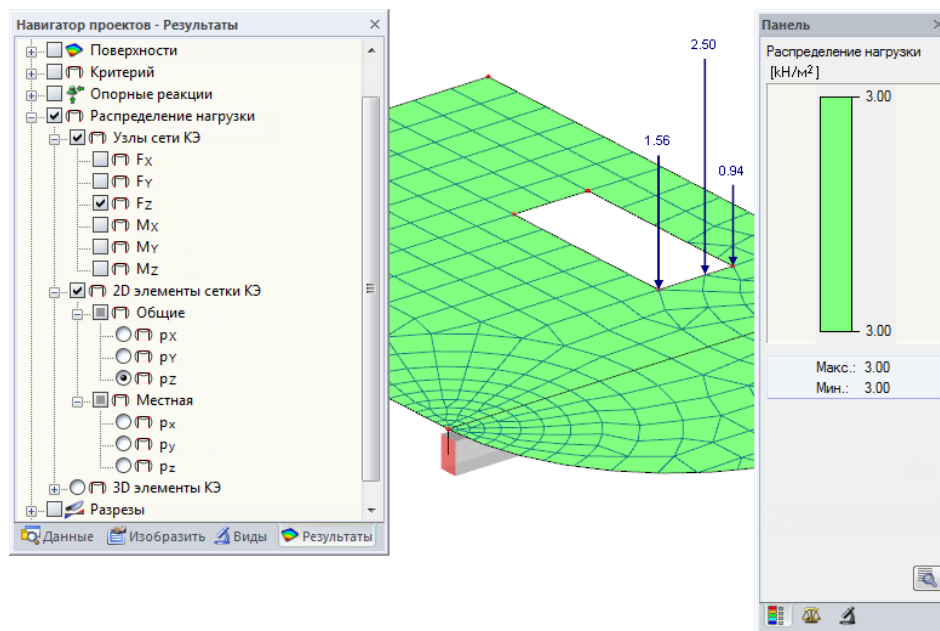 Навигатор проектов - Результаты
Поверхности
Критерий
Опорные реакции
Распределение нагрузки
Узлы сети КЭ
Fx
Fy
Fz
Mx
My
Mz
2D элементы сетки КЭ
Общие
pX
pY
pZ
Местная
px
py
pz
3D элементы КЭ
Разрезы
Данные
Изобразить
Виды
Результаты
2.50
1.56
0.94
Панель
Распределение нагрузки
[kH/м²]
3.00
3.00
Макс.: 3.00
Мин.: 3.00